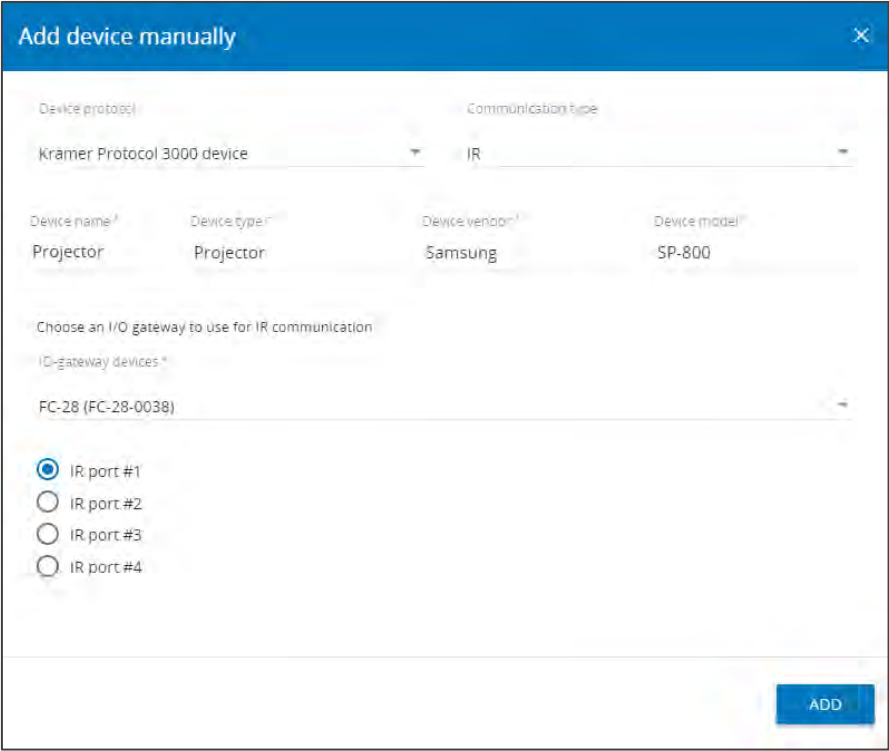 Add device manually
Device protocol Communication type
Kramer Protocol 3000 device IR
Device name * Device type * Device vendor * Device model *
Projector Projector Samsung SP-800
Choose an I/O gateway to use for IR communication
IO-gateway devices *
FC-28 (FC-28-0038)
IR port #1
IR port #2
IR port #3
IR port #4
ADD